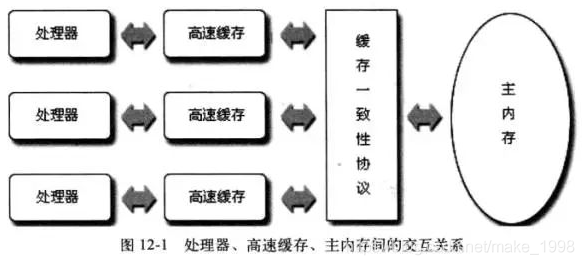 处理器
高速缓存
处理器
高速缓存
处理器
高速缓存
缓存一致性协议
主内存
图 12-1 处理器、高速缓存、主内存间的交互关系
net/make_1998